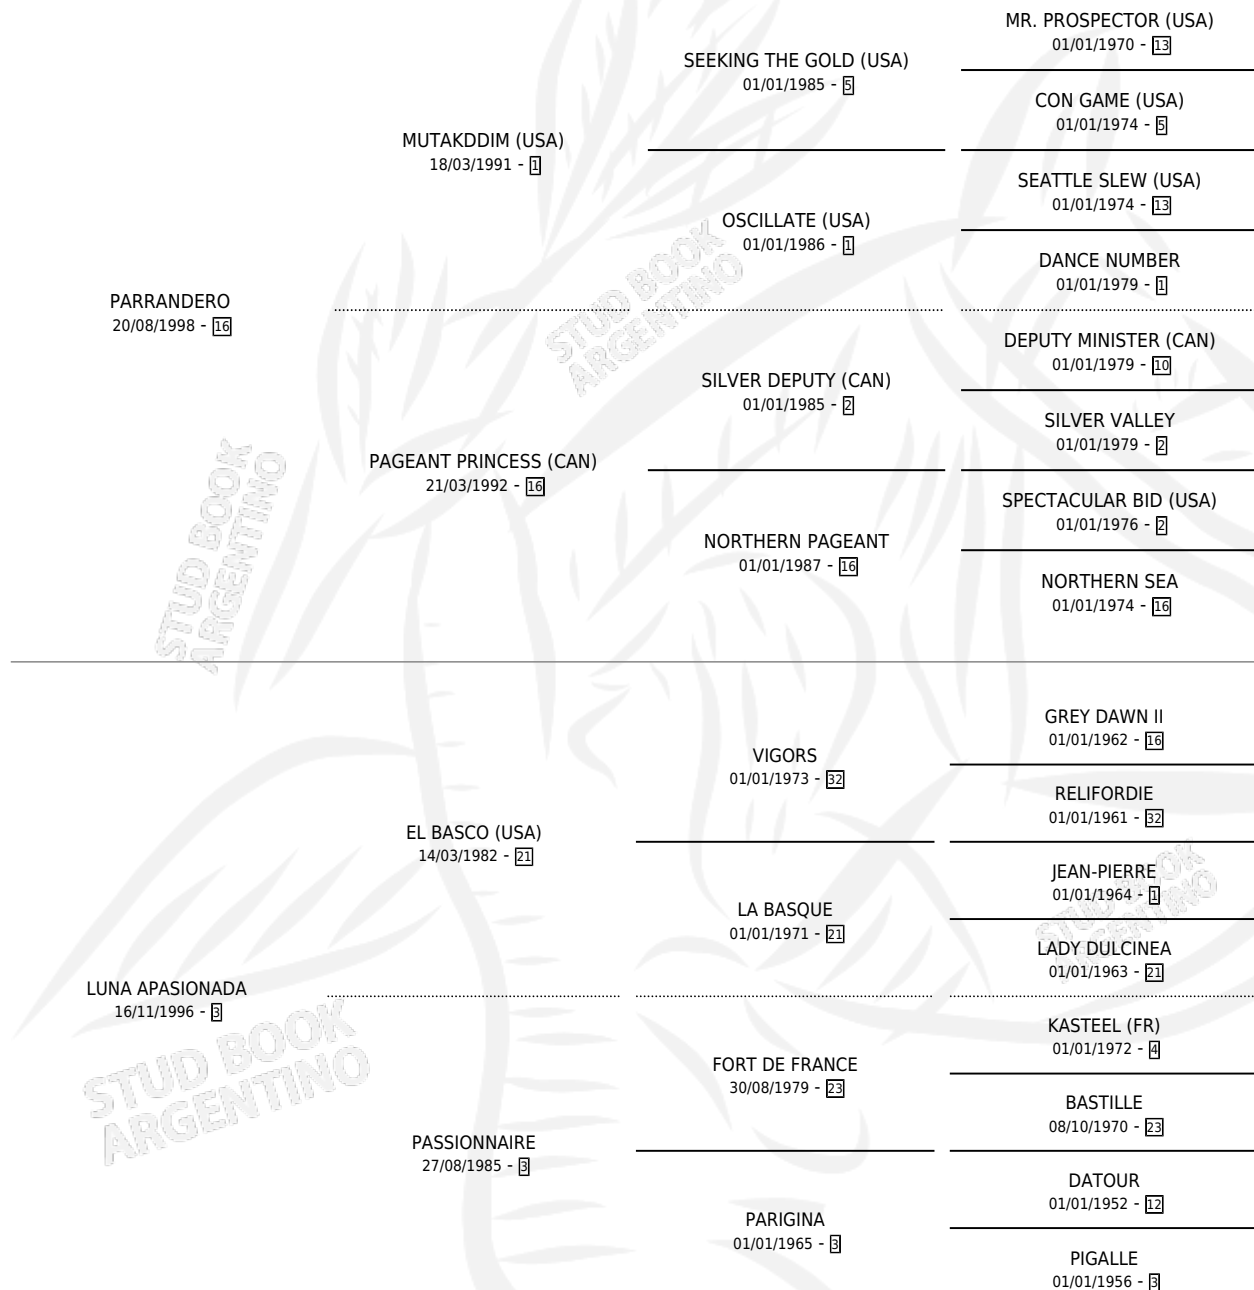 MR. PROSPECTOR (USA)
01/01/1970 - 13
SEEKING THE GOLD (USA)
01/01/1985 - 5
CON GAME (USA)
01/01/1974 - 5
MUTAKDDIM (USA)
18/03/1991 - 1
SEATTLE SLEW (USA)
01/01/1974 - 13
OSCILLATE (USA)
01/01/1986 - 1
DANCE NUMBER
01/01/1979 - 1
PARRANDERO
20/08/1998 - 16
DEPUTY MINISTER (CAN)
01/01/1979 - 10
SILVER DEPUTY (CAN)
01/01/1985 - 2
SILVER VALLEY
01/01/1979 - 2
PAGEANT PRINCESS (CAN)
21/03/1992 - 16
SPECTACULAR BID (USA)
01/01/1976 - 2
NORTHERN PAGEANT
01/01/1987 - 16
NORTHERN SEA
01/01/1974 - 16
GREY DAWN II
01/01/1962 - 16
VIGORS
01/01/1973 - 32
RELIFORDIE
01/01/1961 - 32
EL BASCO (USA)
14/03/1982 - 21
JEAN-PIERRE
01/01/1964 - 1
LA BASQUE
01/01/1971 - 21
LADY DULCINEA
01/01/1963 - 21
LUNA APASIONADA
16/11/1996 - 3
KASTEEL (FR)
01/01/1972 - 4
FORT DE FRANCE
30/08/1979 - 23
BASTILLE
08/10/1970 - 23
PASSIONNAIRE
27/08/1985 - 3
DATOUR
01/01/1952 - 12
PARIGINA
01/01/1965 - 3
PIGALLE
01/01/1956 - 3
STUD BOOK
ARGENTINO
STUD BOOK
ARGENTINO
STUD BOOK
ARGENTINO
STUD BOOK
ARGENTINO